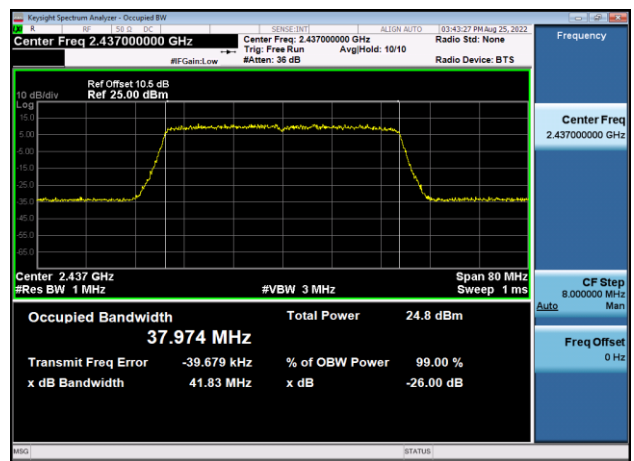 Keysight Spectrum Analyzer - Occupied BW
R RF 50 Ω DC SENSE:INT ALIGN AUTO 03:43:27 PM Aug 25, 2022
Center Freq 2.437000000 GHz
Center Freq: 2.437000000 GHz
Radio Std: None
Trig: Free Run Avg|Hold: 10/10
#IFGain:Low #Atten: 36 dB
Radio Device: BTS
Frequency
Ref Offset 10.5 dB
10 dB/div Ref 25.00 dBm
Log
15.0
5.00
-5.00
-15.0
-25.0
-35.0
-45.0
-55.0
-65.0
Center 2.437 GHz Span 80 MHz
#Res BW 1 MHz #VBW 3 MHz Sweep 1 ms
Occupied Bandwidth Total Power 24.8 dBm
37.974 MHz
Transmit Freq Error -39.679 kHz % of OBW Power 99.00 %
x dB Bandwidth 41.83 MHz x dB -26.00 dB
Center Freq
2.437000000 GHz
CF Step
8.000000 MHz
Auto Man
Freq Offset
0 Hz
MSG STATUS